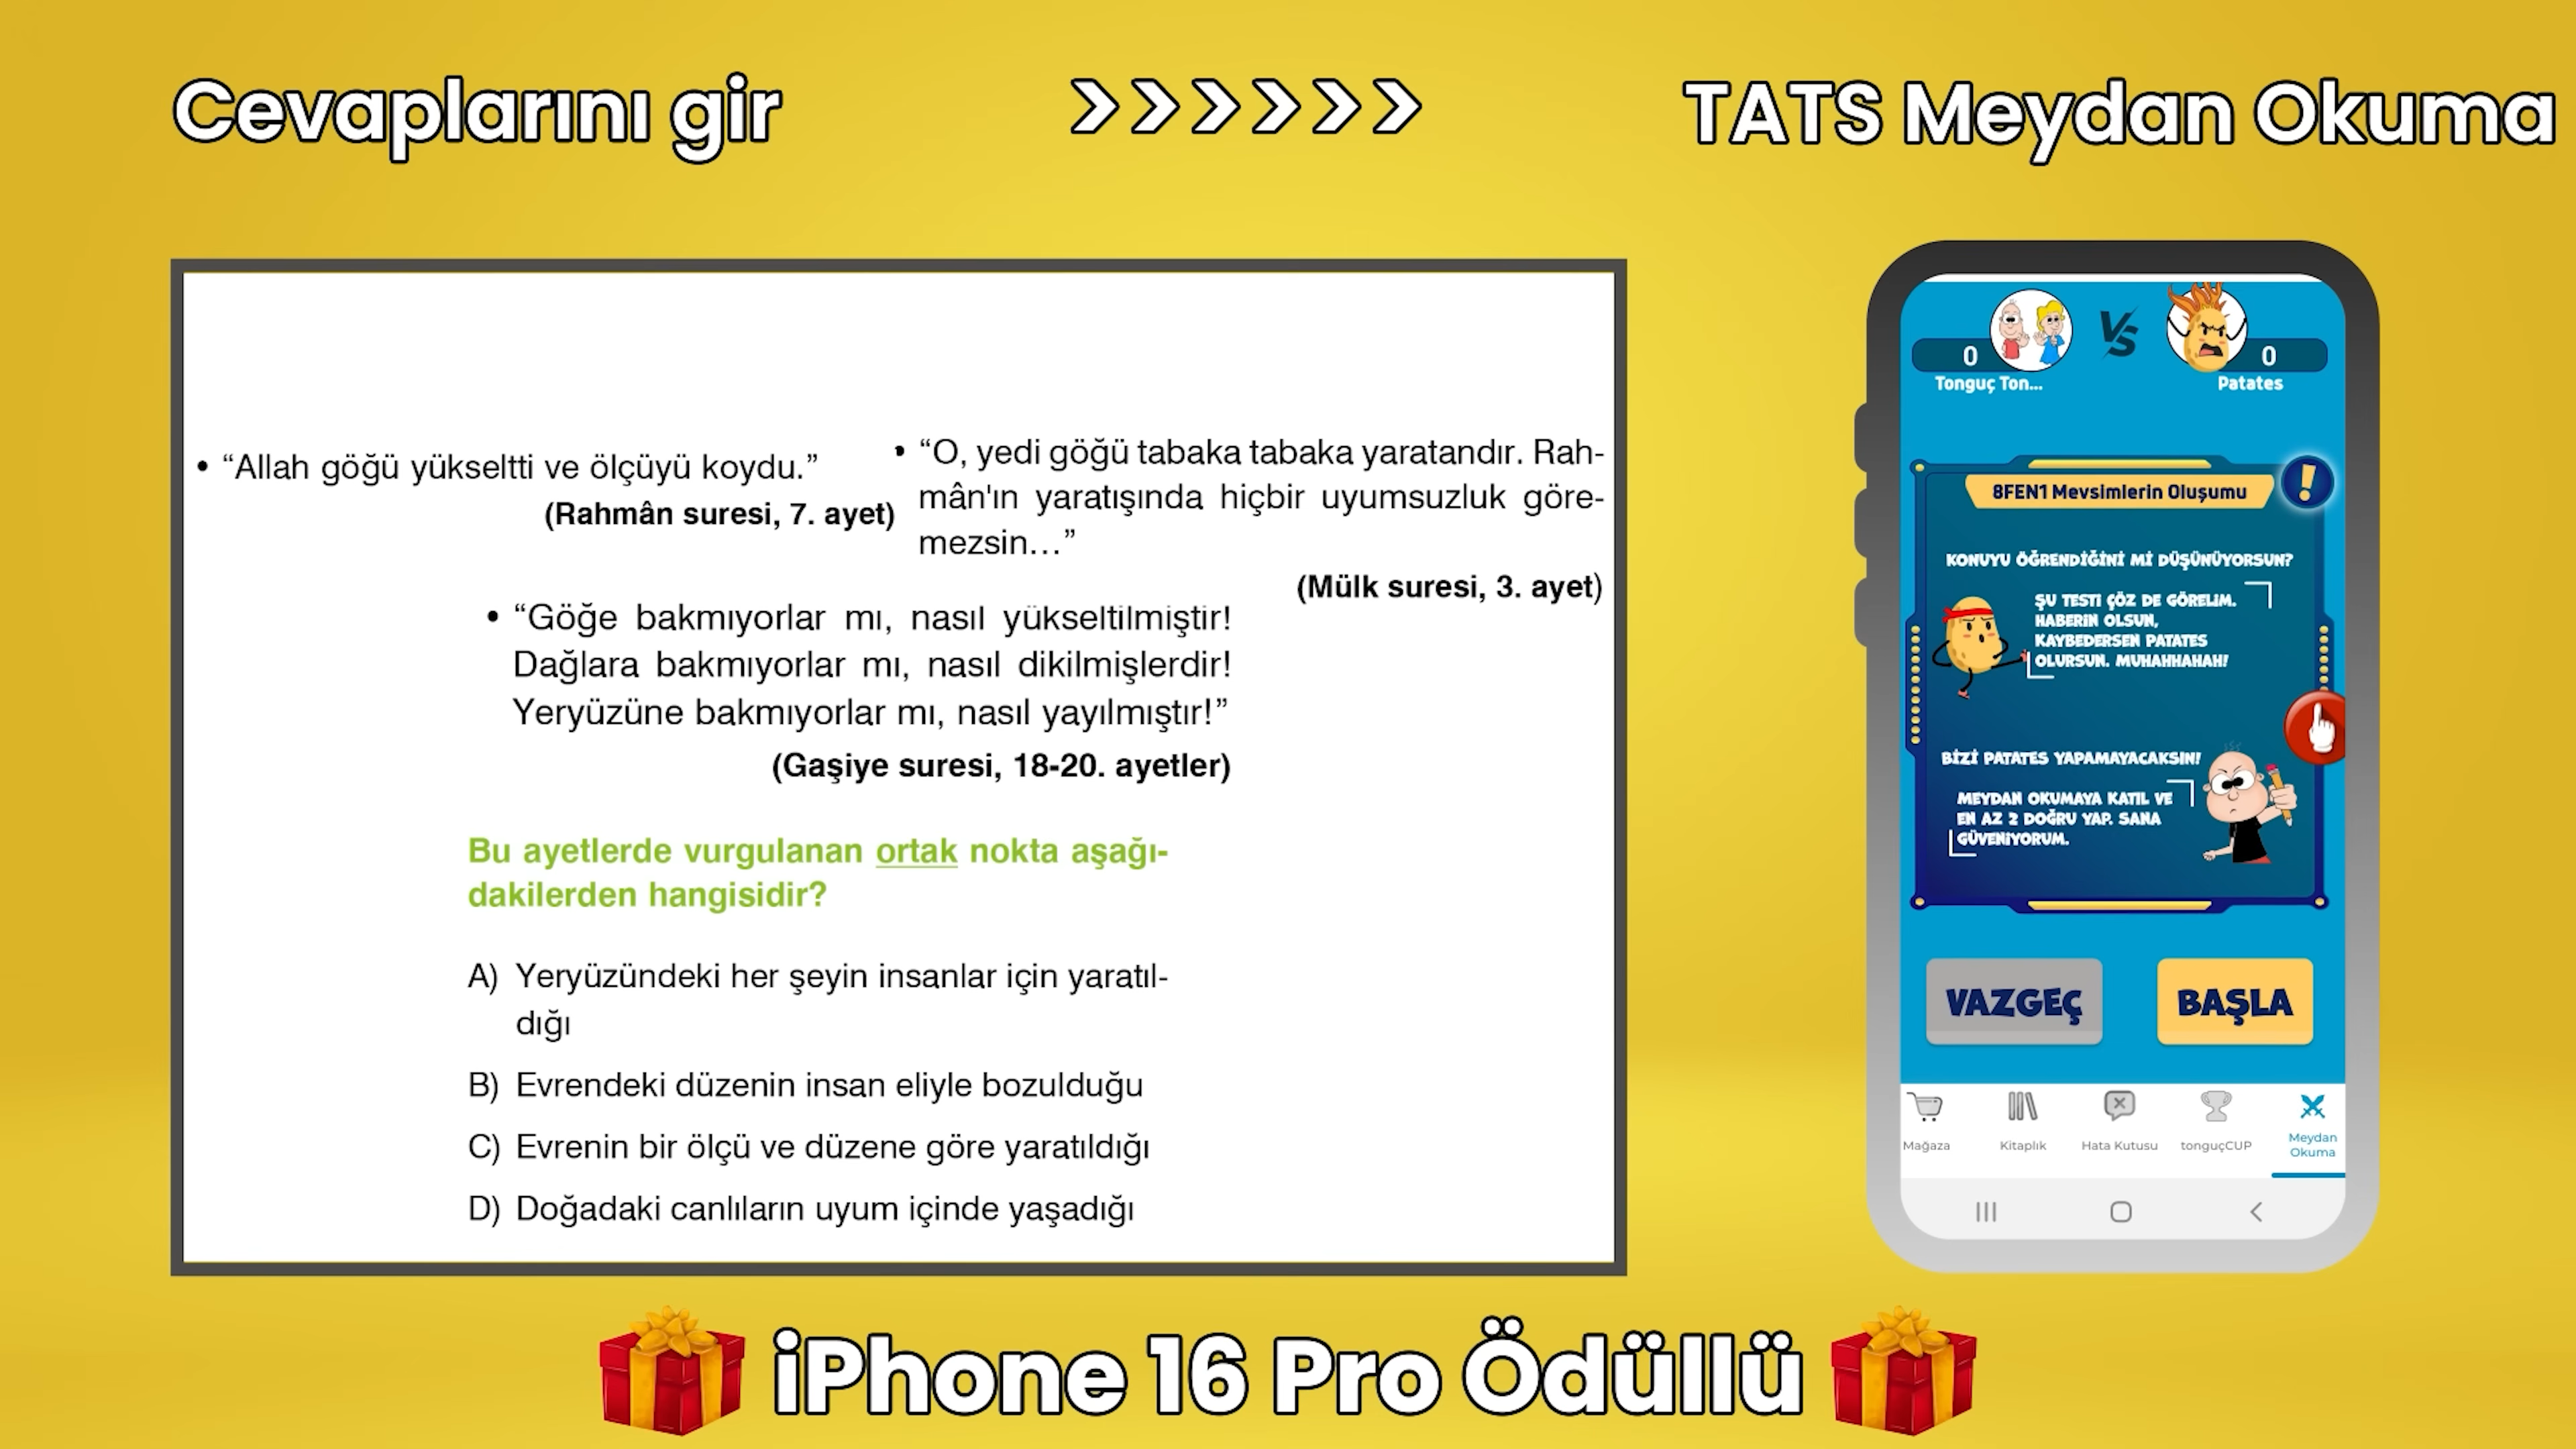 Cevaplarını gir
TATS Meydan Okuma
• “Allah göğü yükseltti ve ölçüyü koydu.”
(Rahmân suresi, 7. ayet)
• “O, yedi göğü tabaka tabaka yaratandır. Rah-
mân'ın yaratışında hiçbir uyumsuzluk göre-
mezsin…”
(Mülk suresi, 3. ayet)
• “Göğe bakmıyorlar mı, nasıl yükseltilmiştir!
Dağlara bakmıyorlar mı, nasıl dikilmişlerdir!
Yeryüzüne bakmıyorlar mı, nasıl yayılmıştır!”
(Gaşiye suresi, 18-20. ayetler)
Bu ayetlerde vurgulanan ortak nokta aşağı-
dakilerden hangisidir?
A) Yeryüzündeki her şeyin insanlar için yaratıl-
dığı
B) Evrendeki düzenin insan eliyle bozulduğu
C) Evrenin bir ölçü ve düzene göre yaratıldığı
D) Doğadaki canlıların uyum içinde yaşadığı
0
VS
0
Tonguç Ton...
Patates
8FEN1 Mevsimlerin Oluşumu
!
KONUYU ÖĞRENDİĞİNİ Mİ DÜŞÜNÜYORSUN?
ŞU TESTİ ÇÖZ DE GÖRELİM.
HABERİN OLSUN,
KAYBEDERSEN PATATES
OLURSUN. MUHAHHAHAH!
BİZİ PATATES YAPAMAYACAKSIN!
MEYDAN OKUMAYA KATIL VE
EN AZ 2 DOĞRU YAP. SANA
GÜVENİYORUM.
VAZGEÇ
BAŞLA
Mağaza
Kitaplık
Hata Kutusu
tonguçCUP
Meydan
Okuma
iPhone 16 Pro Ödüllü